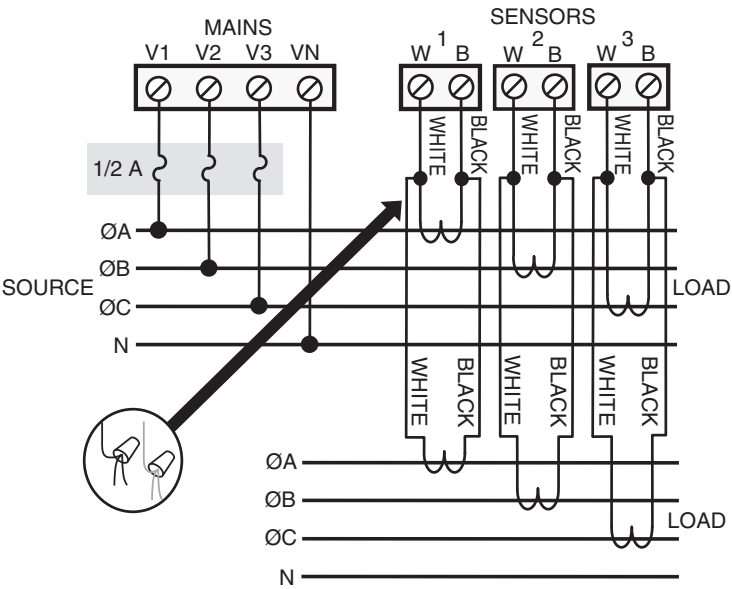 MAINS
V1 V2 V3 VN
SENSORS
1 2 3
W B W B W B
WHITE BLACK WHITE BLACK WHITE BLACK
1/2 A
ØA
ØB
SOURCE
ØC
N
LOAD
WHITE BLACK WHITE BLACK WHITE BLACK
ØA
ØB
ØC
LOAD
N